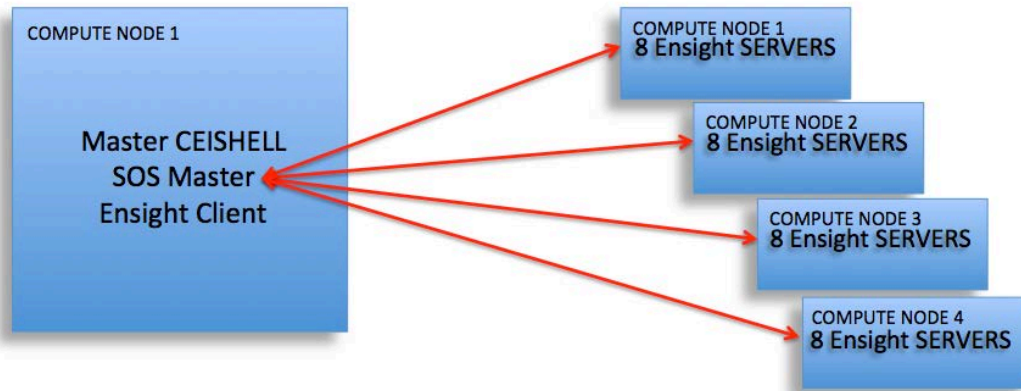 COMPUTE NODE 1
Master CEISHELL
SOS Master
Ensight Client
COMPUTE NODE 1
8 Ensight SERVERS
COMPUTE NODE 2
8 Ensight SERVERS
COMPUTE NODE 3
8 Ensight SERVERS
COMPUTE NODE 4
8 Ensight SERVERS